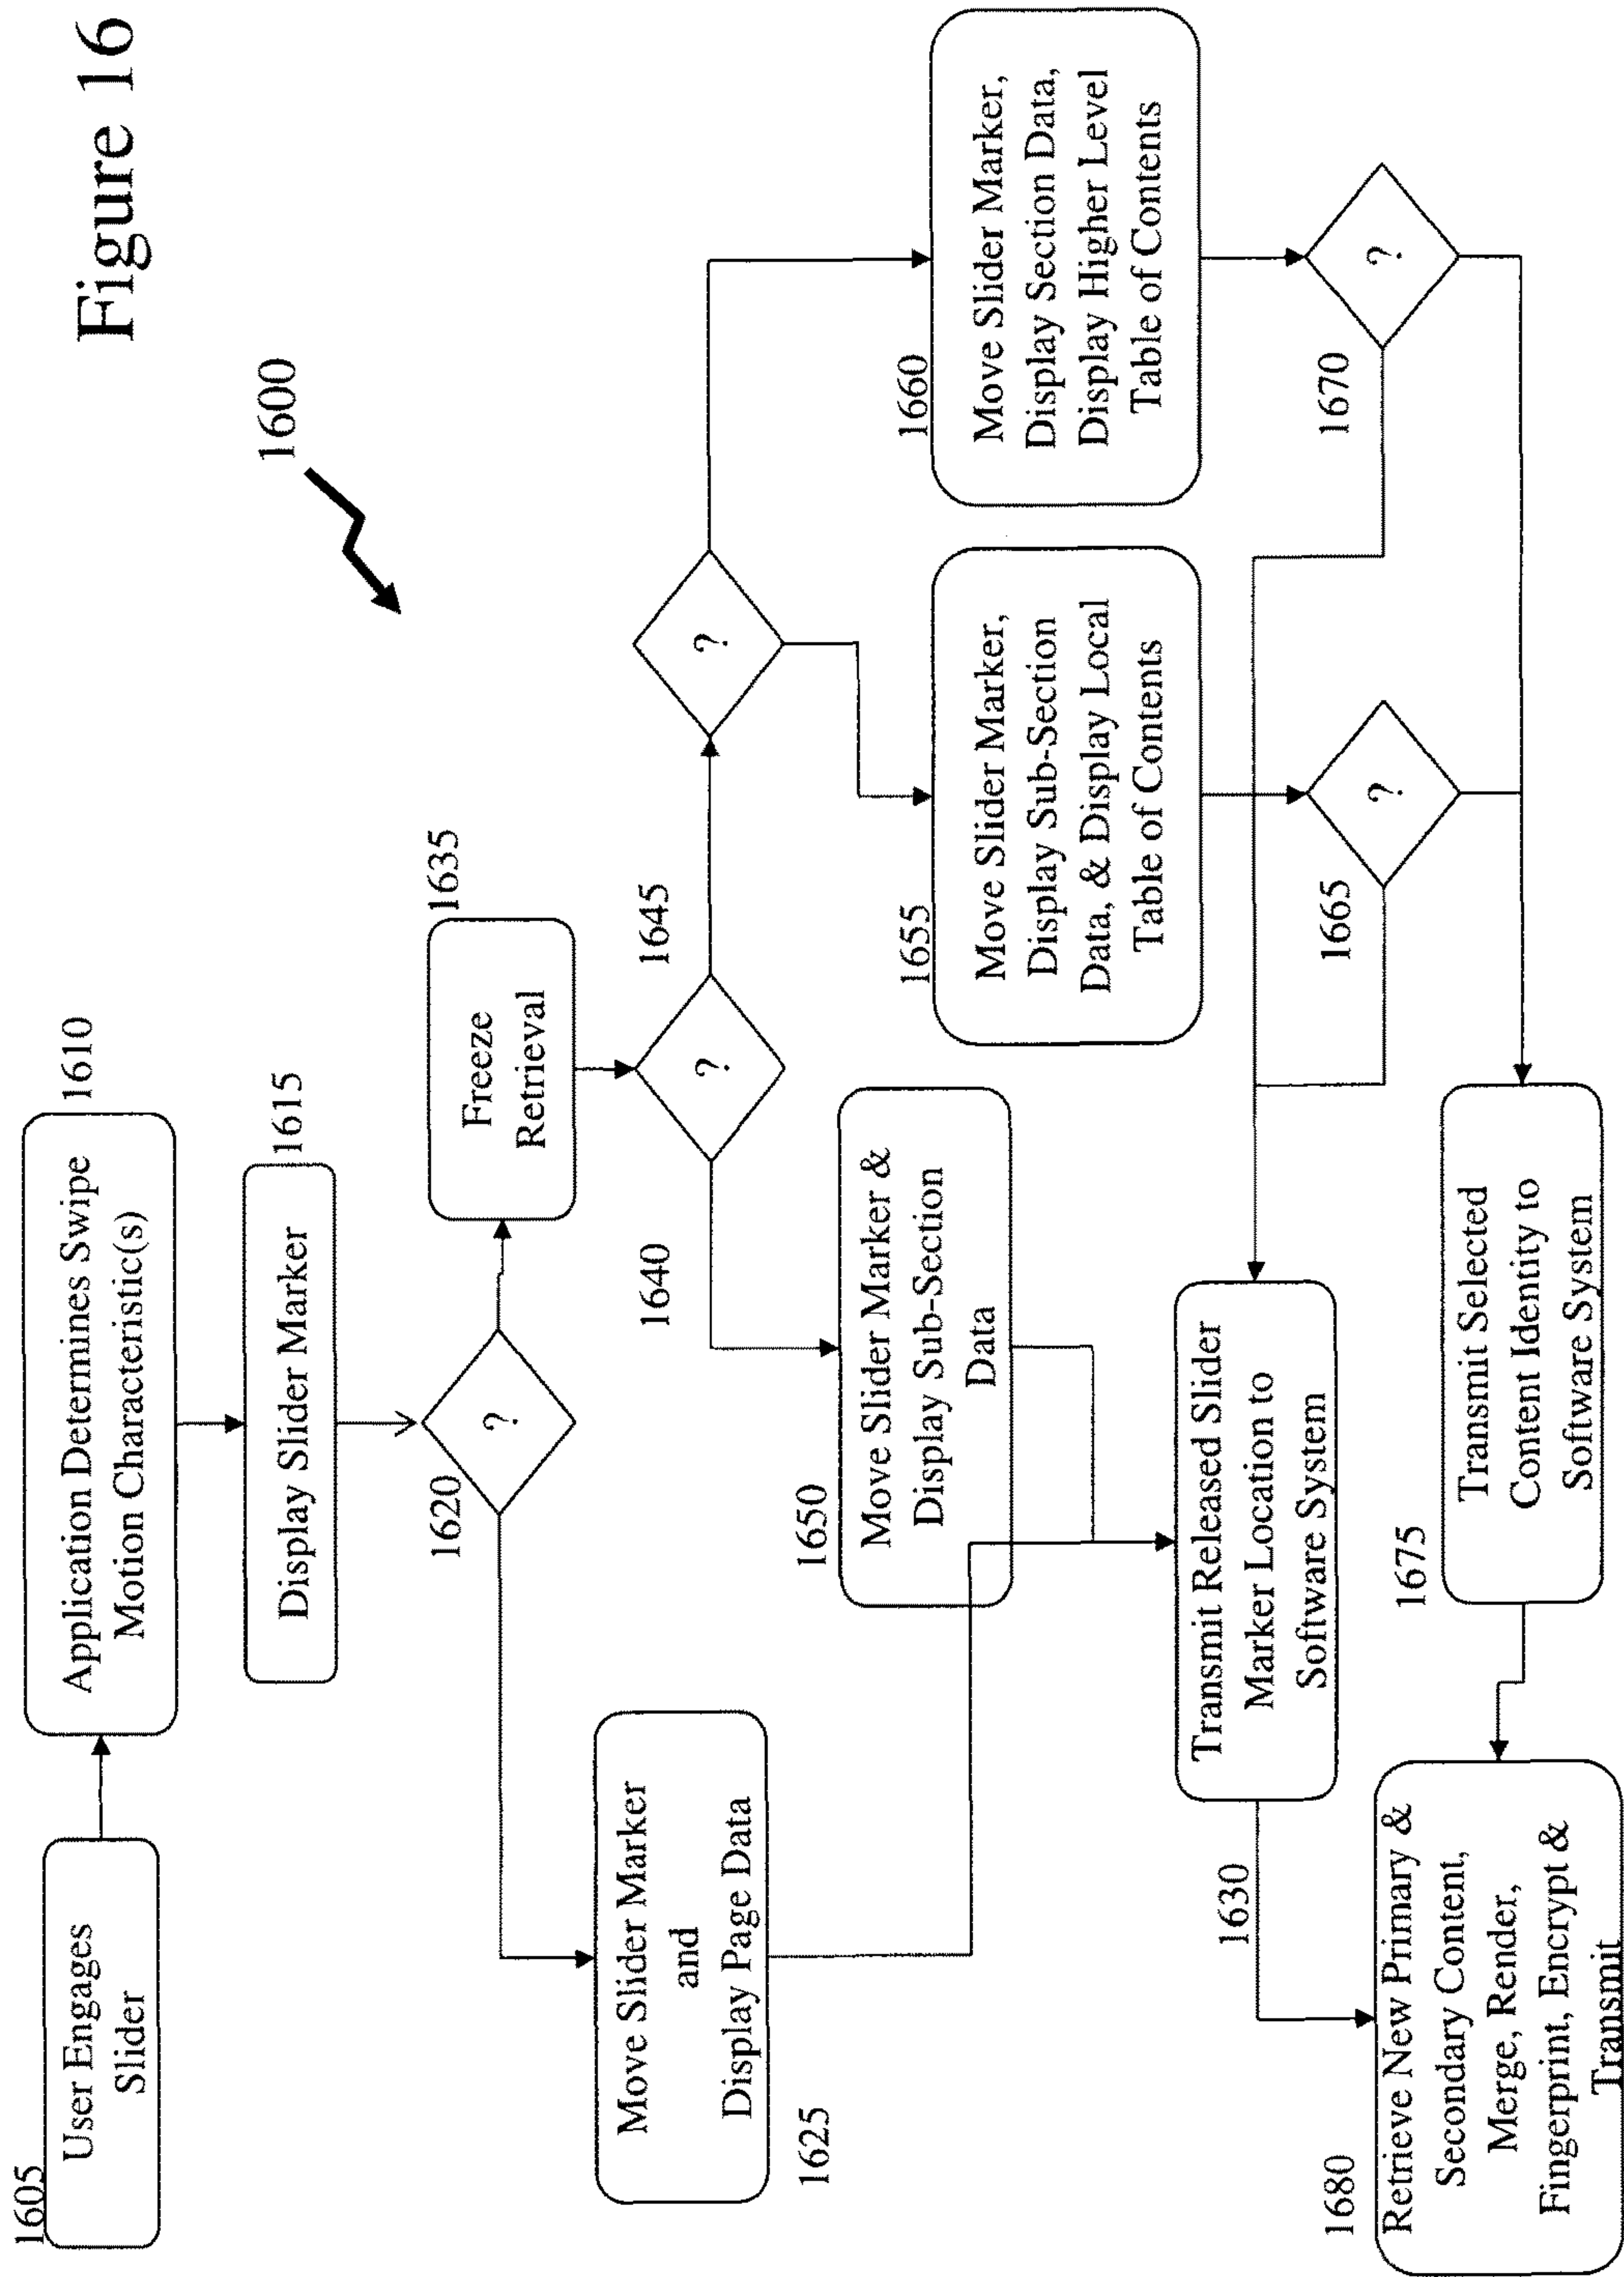 Figure 16
1600
1605
User Engages
Slider
Application Determines Swipe
Motion Characteristic(s)
1610
Display Slider Marker
1615
1620
?
Freeze
Retrieval
1635
Move Slider Marker
and
Display Page Data
1625
1640
?
1645
?
1650
Move Slider Marker &
Display Sub-Section
Data
1655
Move Slider Marker,
Display Sub-Section
Data, & Display Local
Table of Contents
1660
Move Slider Marker,
Display Section Data,
Display Higher Level
Table of Contents
Transmit Released Slider
Marker Location to
Software System
1630
1665
?
1670
?
1675
Transmit Selected
Content Identity to
Software System
1680
Retrieve New Primary &
Secondary Content,
Merge, Render,
Fingerprint, Encrypt &
Transmit